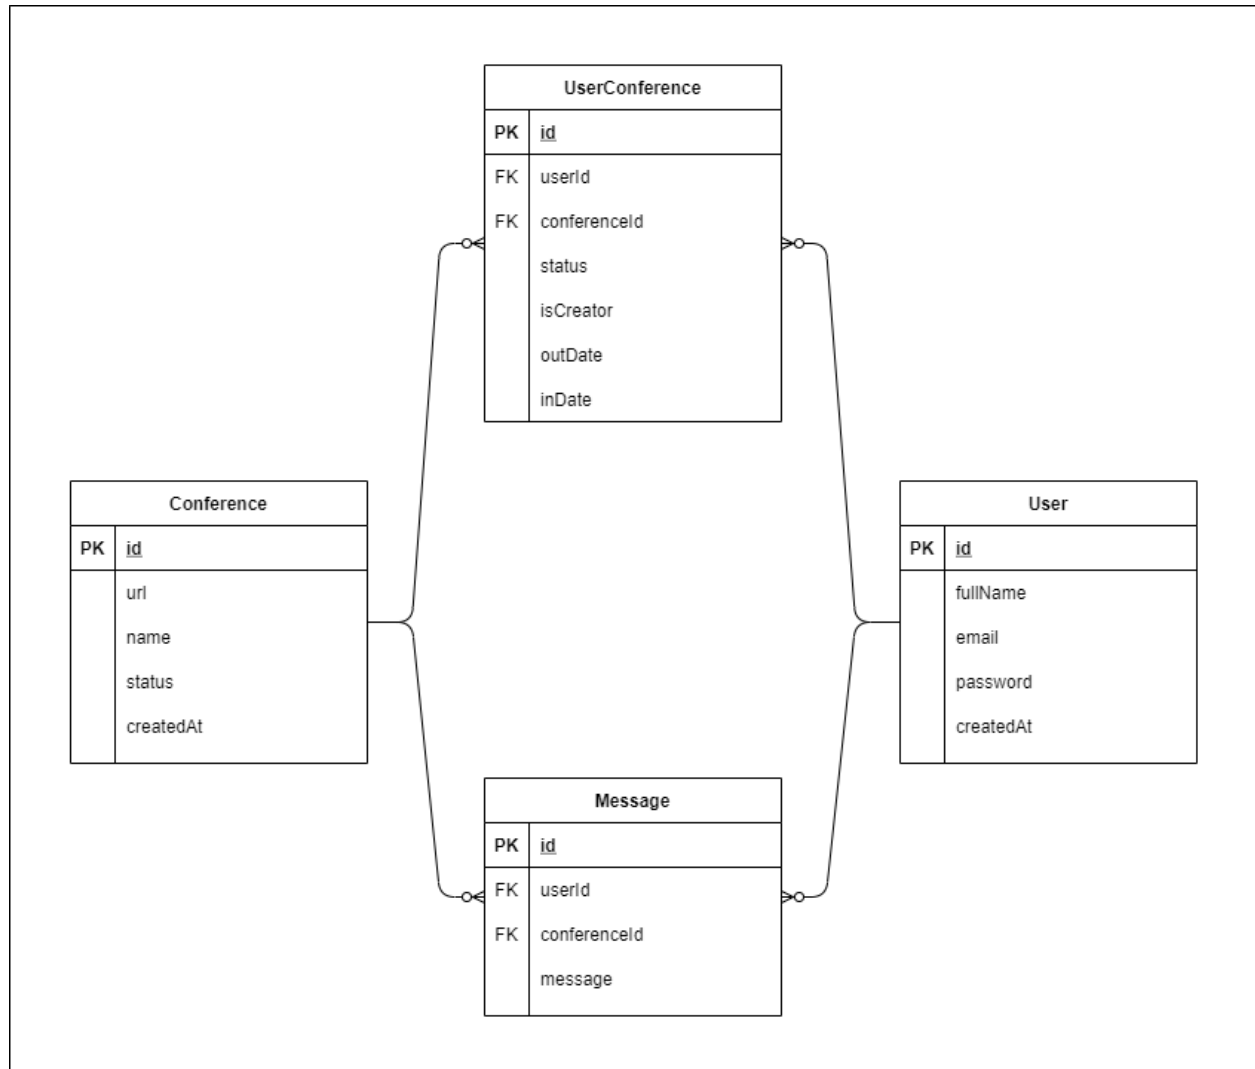 UserConference
PK id
FK userId
FK conferenceId
status
isCreator
outDate
inDate
Conference
PK id
url
name
status
createdAt
User
PK id
fullName
email
password
createdAt
Message
PK id
FK userId
FK conferenceId
message